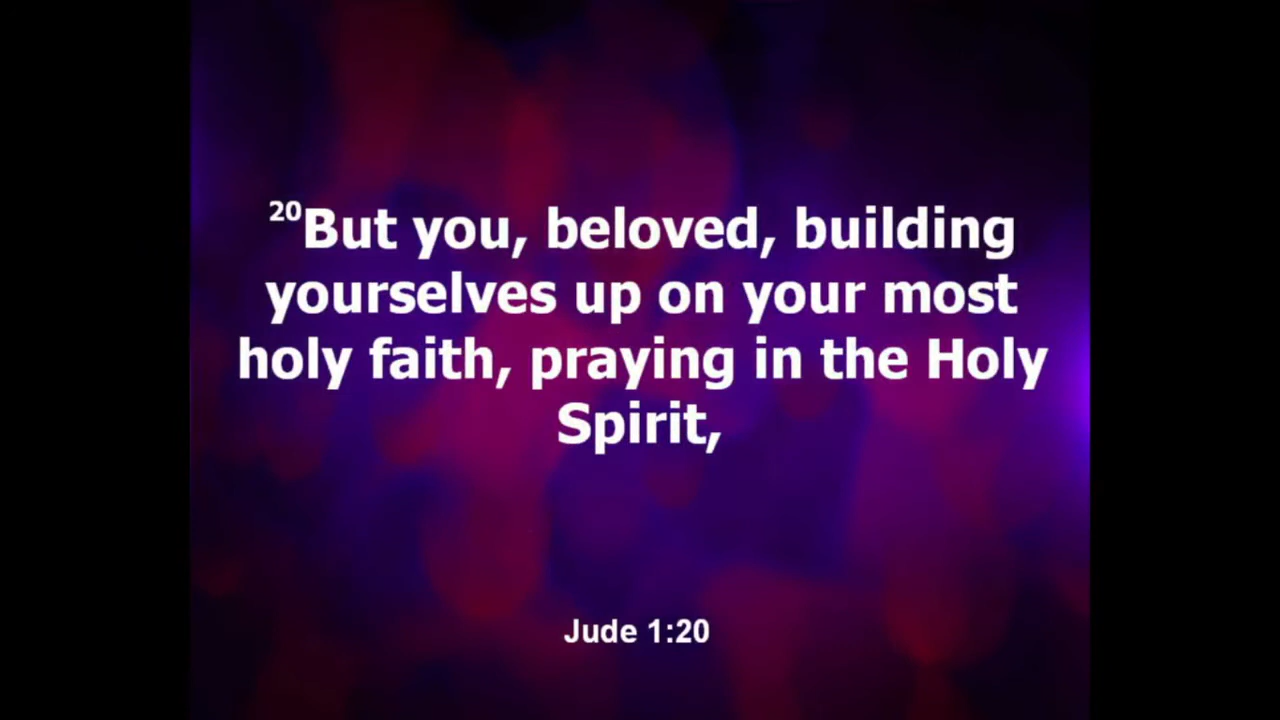 20But you, beloved, building
yourselves up on your most
holy faith, praying in the Holy
Spirit,
Jude 1:20